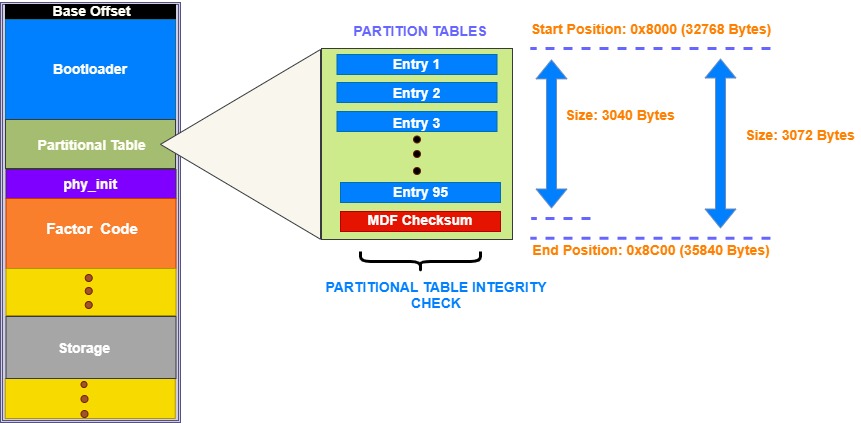 Base Offset
Bootloader
Partitional Table
phy_init
Factor Code
Storage
PARTITION TABLES
Entry 1
Entry 2
Entry 3
Entry 95
MDF Checksum
PARTITIONAL TABLE INTEGRITY
CHECK
Start Position: 0x8000 (32768 Bytes)
Size: 3040 Bytes
Size: 3072 Bytes
End Position: 0x8C00 (35840 Bytes)